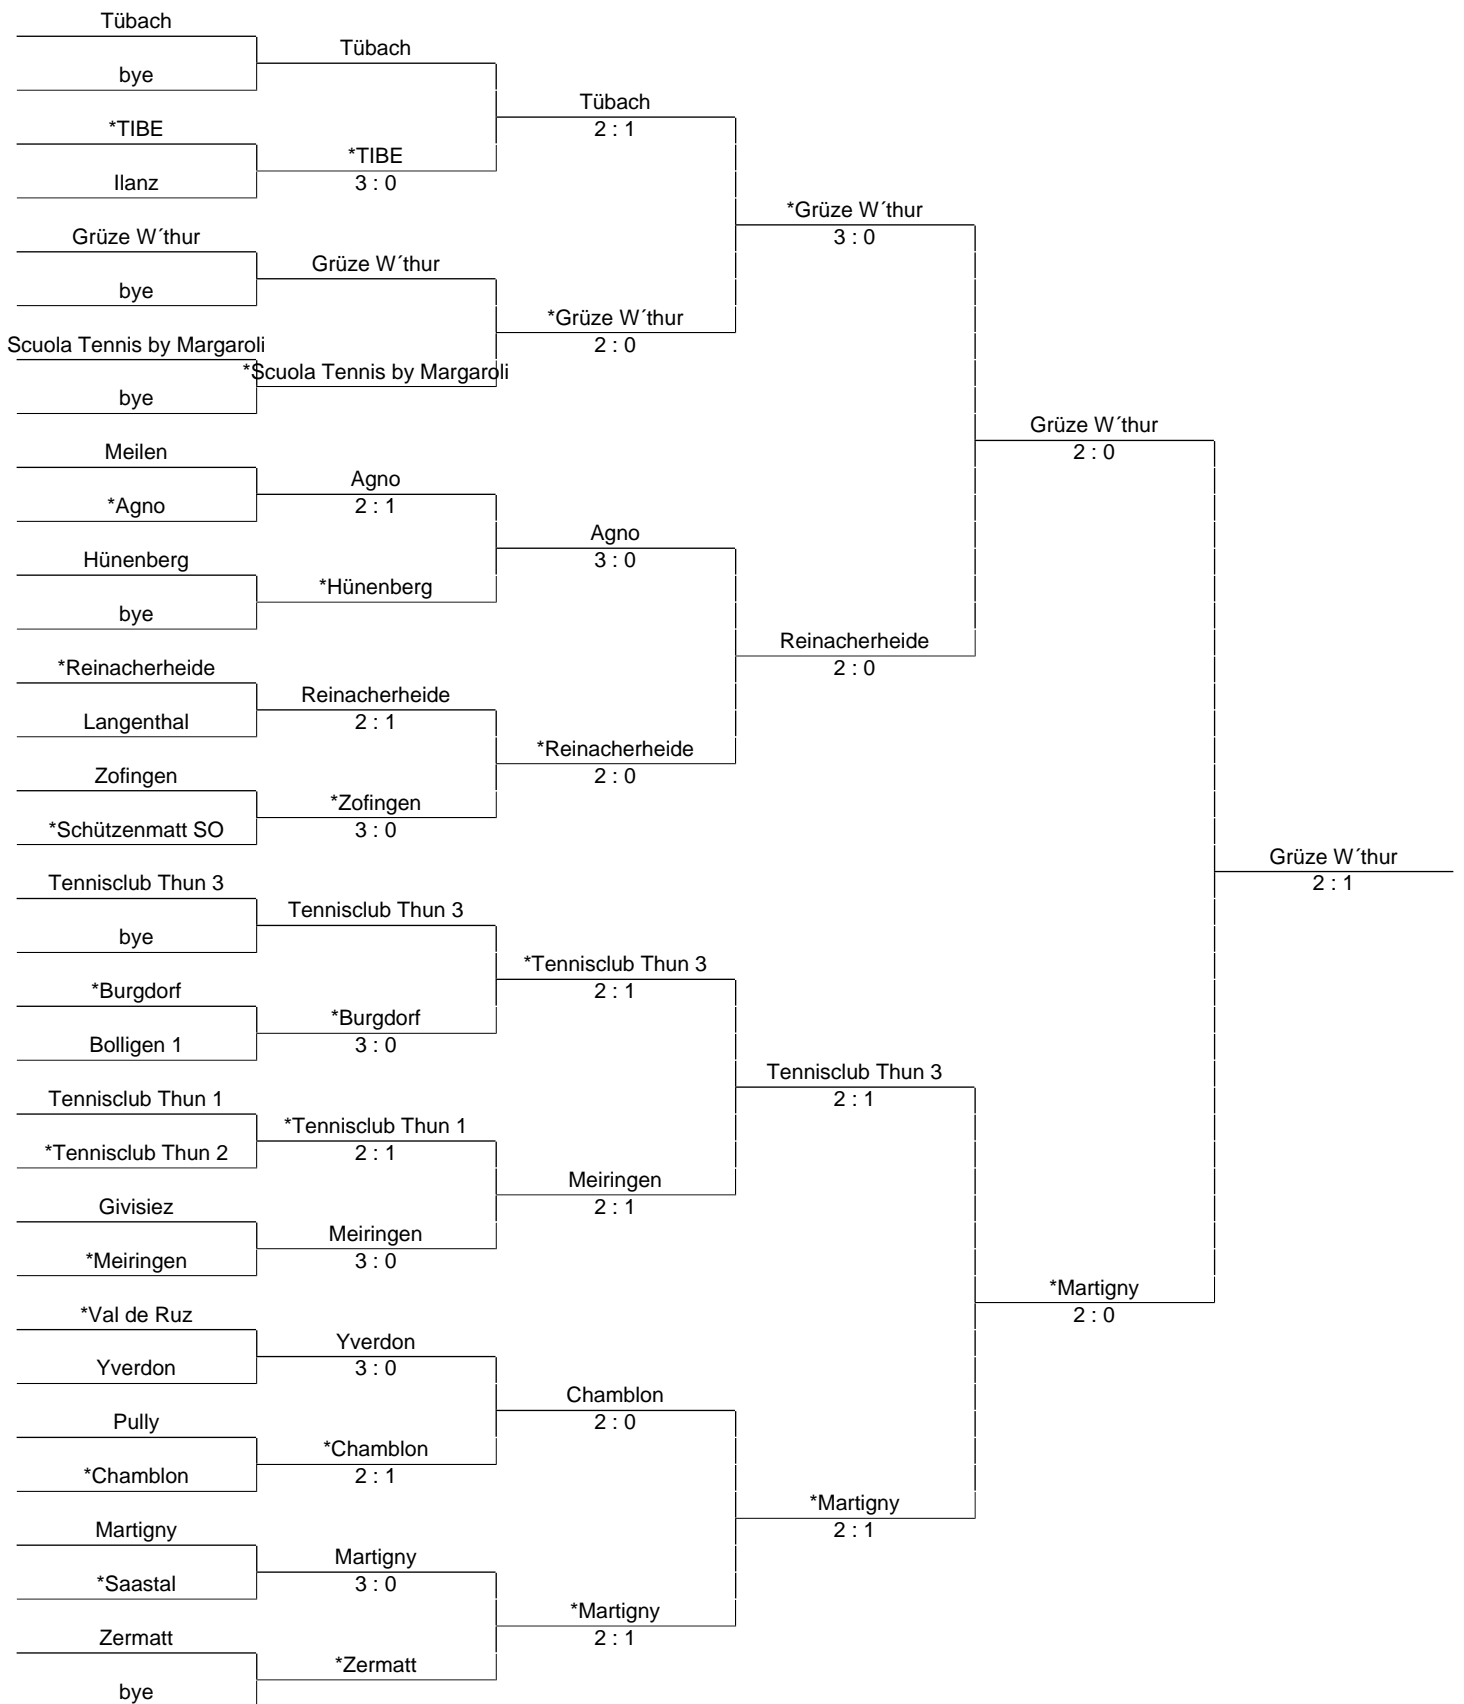 Tübach
bye
*TIBE
Ilanz
Grüze W´thur
bye
Scuola Tennis by Margaroli
bye
Meilen
*Agno
Hünenberg
bye
*Reinacherheide
Langenthal
Zofingen
*Schützenmatt SO
Tennisclub Thun 3
bye
*Burgdorf
Bolligen 1
Tennisclub Thun 1
*Tennisclub Thun 2
Givisiez
*Meiringen
*Val de Ruz
Yverdon
Pully
*Chamblon
Martigny
*Saastal
Zermatt
bye
Tübach
*TIBE
3 : 0
Grüze W´thur
*Scuola Tennis by Margaroli
Agno
2 : 1
*Hünenberg
Reinacherheide
2 : 1
*Zofingen
3 : 0
Tennisclub Thun 3
*Burgdorf
3 : 0
*Tennisclub Thun 1
2 : 1
Meiringen
3 : 0
Yverdon
3 : 0
*Chamblon
2 : 1
Martigny
3 : 0
*Zermatt
Tübach
2 : 1
*Grüze W´thur
2 : 0
Agno
3 : 0
*Reinacherheide
2 : 0
*Tennisclub Thun 3
2 : 1
Meiringen
2 : 1
Chamblon
2 : 0
*Martigny
2 : 1
*Grüze W´thur
3 : 0
Reinacherheide
2 : 0
Tennisclub Thun 3
2 : 1
*Martigny
2 : 1
Grüze W´thur
2 : 0
*Martigny
2 : 0
Grüze W´thur
2 : 1